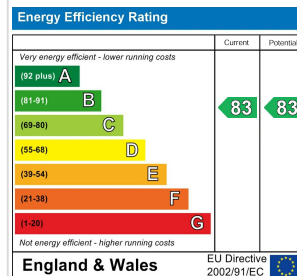 Energy Efficiency Rating
Current
Very energy efficient - lower running costs
(92 plus) A
(81-91) B
83 83
(69-80) C
(55-68) D
(39-54) E
(21-38) F
(1-20) G
Not energy efficient - higher running costs
England & Wales
EU Directive
2002/91/EC